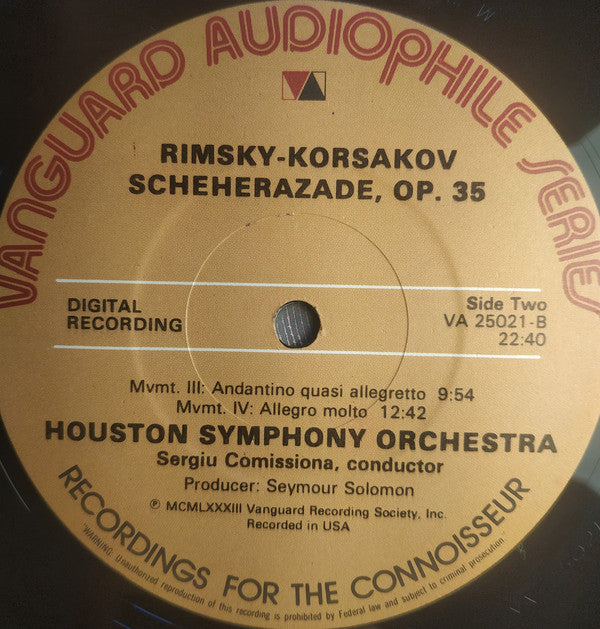 VANGUARD AUDIOPHILE SERIES
VA
RIMSKY-KORSAKOV
SCHEHERAZADE, OP. 35
DIGITAL
RECORDING
Side Two
VA 25021-B
22:40
Mvmt. III: Andantino quasi allegretto 9:54
Mvmt. IV: Allegro molto 12:42
HOUSTON SYMPHONY ORCHESTRA
Sergiu Comissiona, conductor
Producer: Seymour Solomon
℗ MCMLXXXIII Vanguard Recording Society, Inc.
Recorded in USA
RECORDINGS FOR THE CONNOISSEUR
"WARNING: Unauthorized reproduction of this recording is prohibited by Federal law and subject to criminal prosecution."